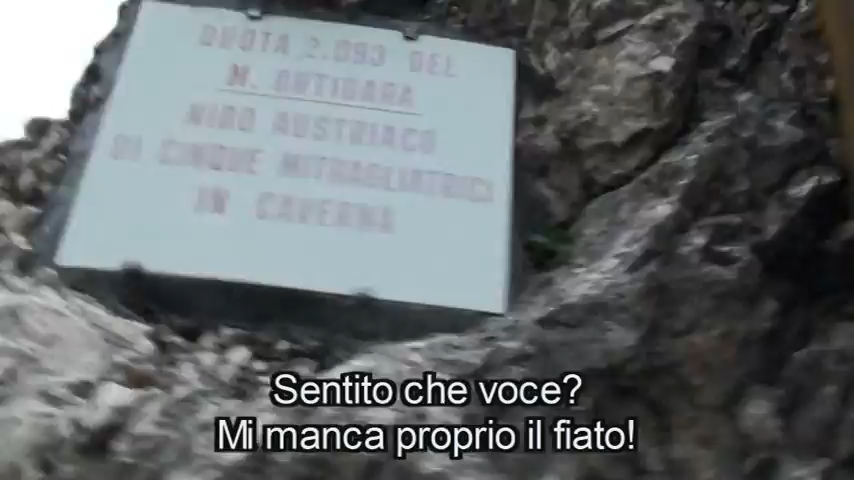 QUOTA 2.093 DEL
M. ORTIGARA
NIDO AUSTRIACO
DI CINQUE MITRAGLIATRICI
IN CAVERNA
Sentito che voce?
Mi manca proprio il fiato!